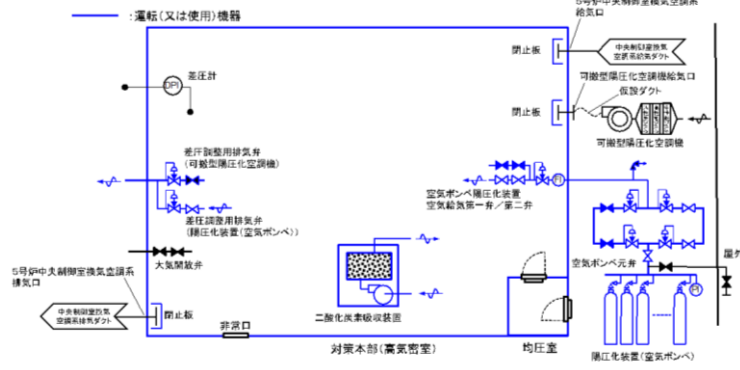 ：運転(又は使用)機器
5号炉中央制御室換気空調系
給気口
閉止板
中央制御室換気
空調系給気ダクト
差圧計
DPI
可搬型陽圧化空調機給気口
仮設ダクト
閉止板
可搬型陽圧化空調機
差圧調整用排気弁
(可搬型陽圧化空調機)
空気ボンベ陽圧化装置
空気給気第一弁／第二弁
PI
差圧調整用排気弁
(陽圧化装置(空気ボンベ))
大気開放弁
屋外
空気ボンベ元弁
PI
5号炉中央制御室換気空調系
排気口
中央制御室換気
空調系排気ダクト
閉止板
二酸化炭素吸収装置
非常口
対策本部(高気密室)
均圧室
陽圧化装置(空気ボンベ)